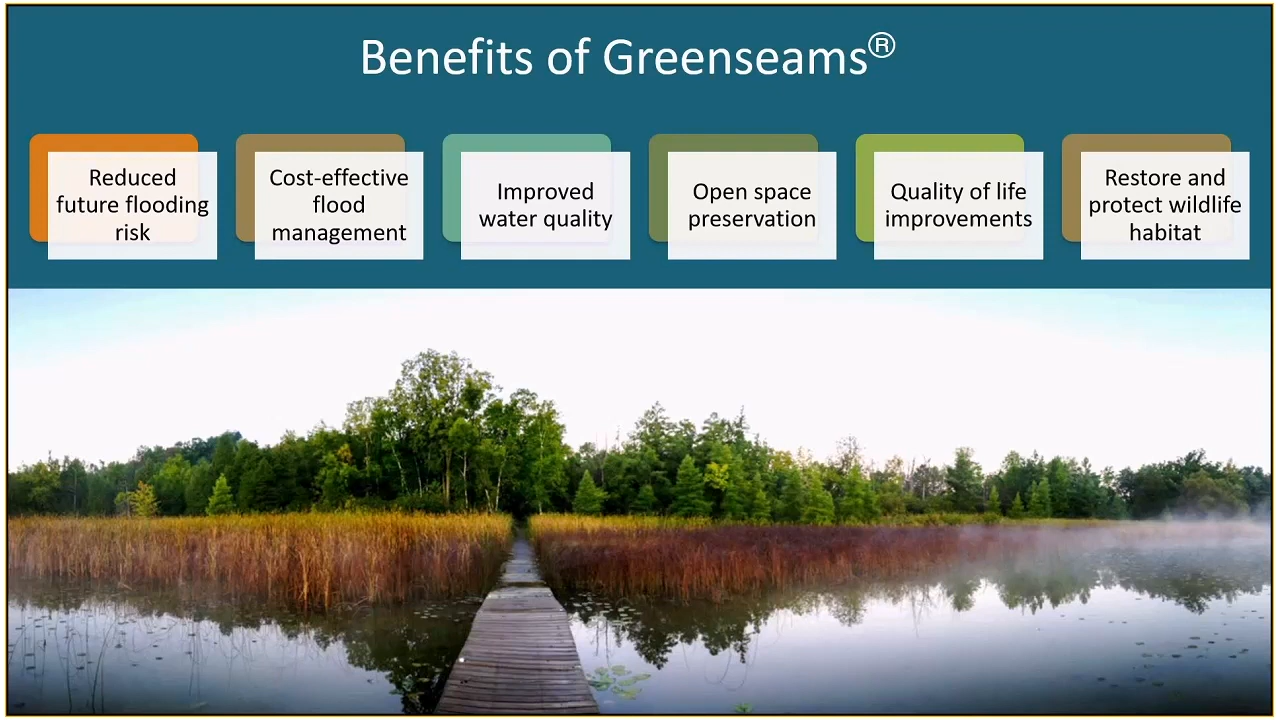 Benefits of Greenseams®
Reduced
future flooding
risk
Cost-effective
flood
management
Improved
water quality
Open space
preservation
Quality of life
improvements
Restore and
protect wildlife
habitat